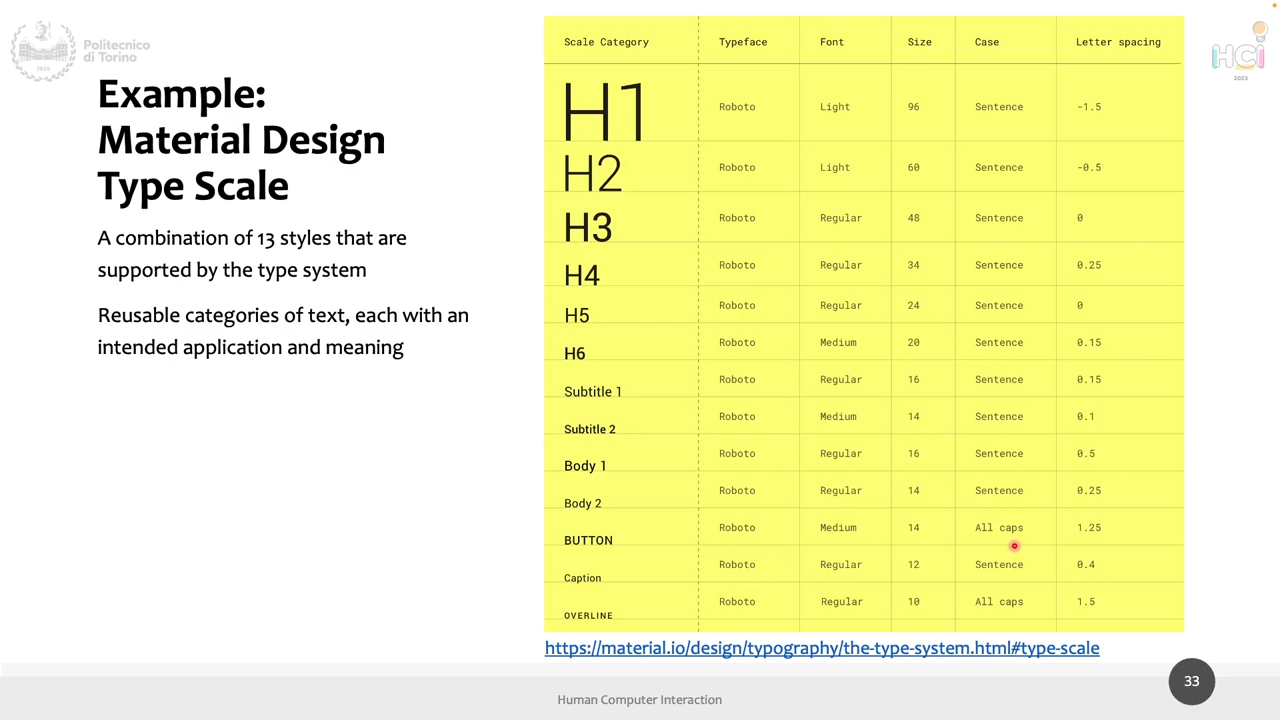 Politecnico
di Torino
1859
HCI
2023
Example:
Material Design
Type Scale
A combination of 13 styles that are
supported by the type system
Reusable categories of text, each with an
intended application and meaning
Scale Category Typeface Font Size Case Letter spacing
H1 Roboto Light 96 Sentence -1.5
H2 Roboto Light 60 Sentence -0.5
H3 Roboto Regular 48 Sentence 0
H4 Roboto Regular 34 Sentence 0.25
H5 Roboto Regular 24 Sentence 0
H6 Roboto Medium 20 Sentence 0.15
Subtitle 1 Roboto Regular 16 Sentence 0.15
Subtitle 2 Roboto Medium 14 Sentence 0.1
Body 1 Roboto Regular 16 Sentence 0.5
Body 2 Roboto Regular 14 Sentence 0.25
BUTTON Roboto Medium 14 All caps 1.25
Caption Roboto Regular 12 Sentence 0.4
OVERLINE Roboto Regular 10 All caps 1.5
https://material.io/design/typography/the-type-system.html#type-scale
Human Computer Interaction
33